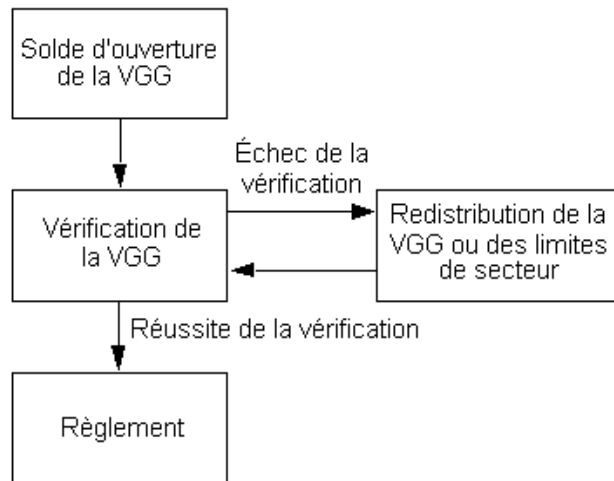 Solde d'ouverture
de la VGG
Échec de la
vérification
Vérification de
la VGG
Redistribution de la
VGG ou des limites
de secteur
Réussite de la vérification
Règlement